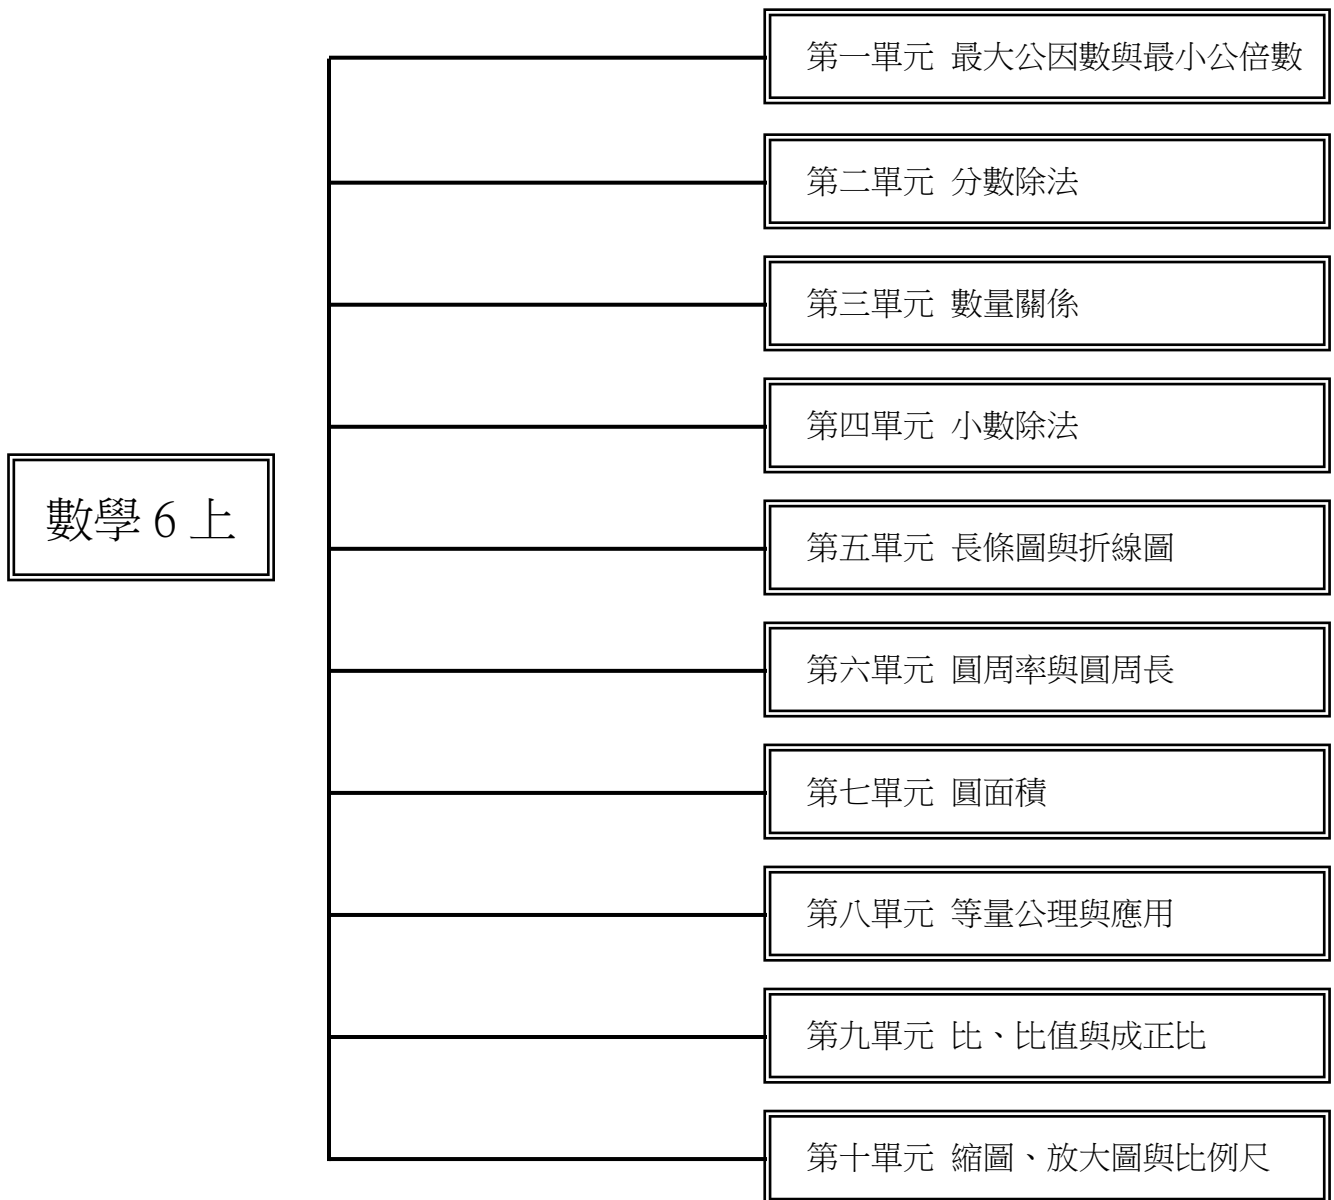 第一單元 最大公因數與最小公倍數
第二單元 分數除法
第三單元 數量關係
第四單元 小數除法
數學 6 上
第五單元 長條圖與折線圖
第六單元 圓周率與圓周長
第七單元 圓面積
第八單元 等量公理與應用
第九單元 比、比值與成正比
第十單元 縮圖、放大圖與比例尺